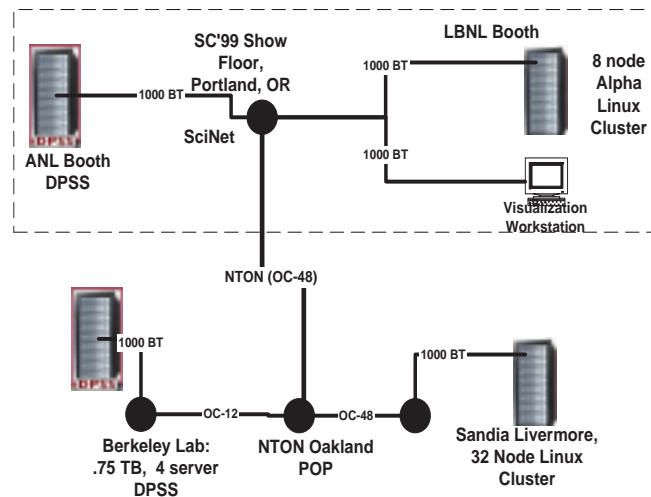 SC'99 Show
Floor,
Portland, OR
LBNL Booth
1000 BT
1000 BT
8 node
Alpha
Linux
Cluster
SciNet
DPSS
ANL Booth
DPSS
1000 BT
Visualization
Workstation
NTON (OC-48)
1000 BT
DPSS
1000 BT
OC-12
OC-48
Berkeley Lab:
.75 TB, 4 server
DPSS
NTON Oakland
POP
Sandia Livermore,
32 Node Linux
Cluster